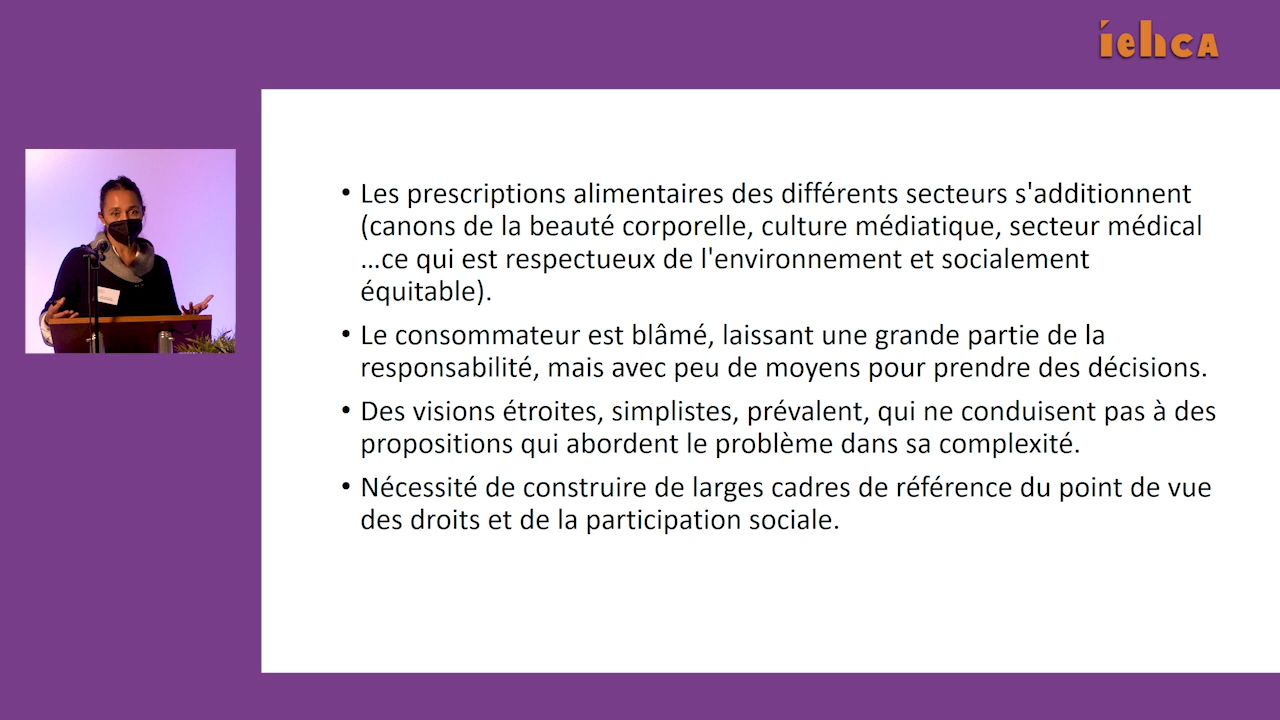 iehcA
• Les prescriptions alimentaires des différents secteurs s'additionnent
(canons de la beauté corporelle, culture médiatique, secteur médical
...ce qui est respectueux de l'environnement et socialement
équitable).
• Le consommateur est blâmé, laissant une grande partie de la
responsabilité, mais avec peu de moyens pour prendre des décisions.
• Des visions étroites, simplistes, prévalent, qui ne conduisent pas à des
propositions qui abordent le problème dans sa complexité.
• Nécessité de construire de larges cadres de référence du point de vue
des droits et de la participation sociale.